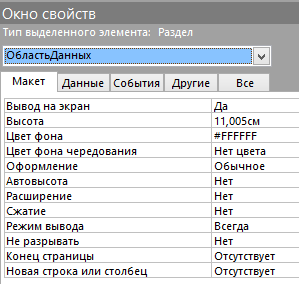 Окно свойств
Тип выделенного элемента: Раздел
ОбластьДанных
Макет Данные События Другие Все
Вывод на экран Да
Высота 11,005см
Цвет фона #FFFFFF
Цвет фона чередования Нет цвета
Оформление Обычное
Автовысота Нет
Расширение Нет
Сжатие Нет
Режим вывода Всегда
Не разрывать Нет
Конец страницы Отсутствует
Новая строка или столбец Отсутствует